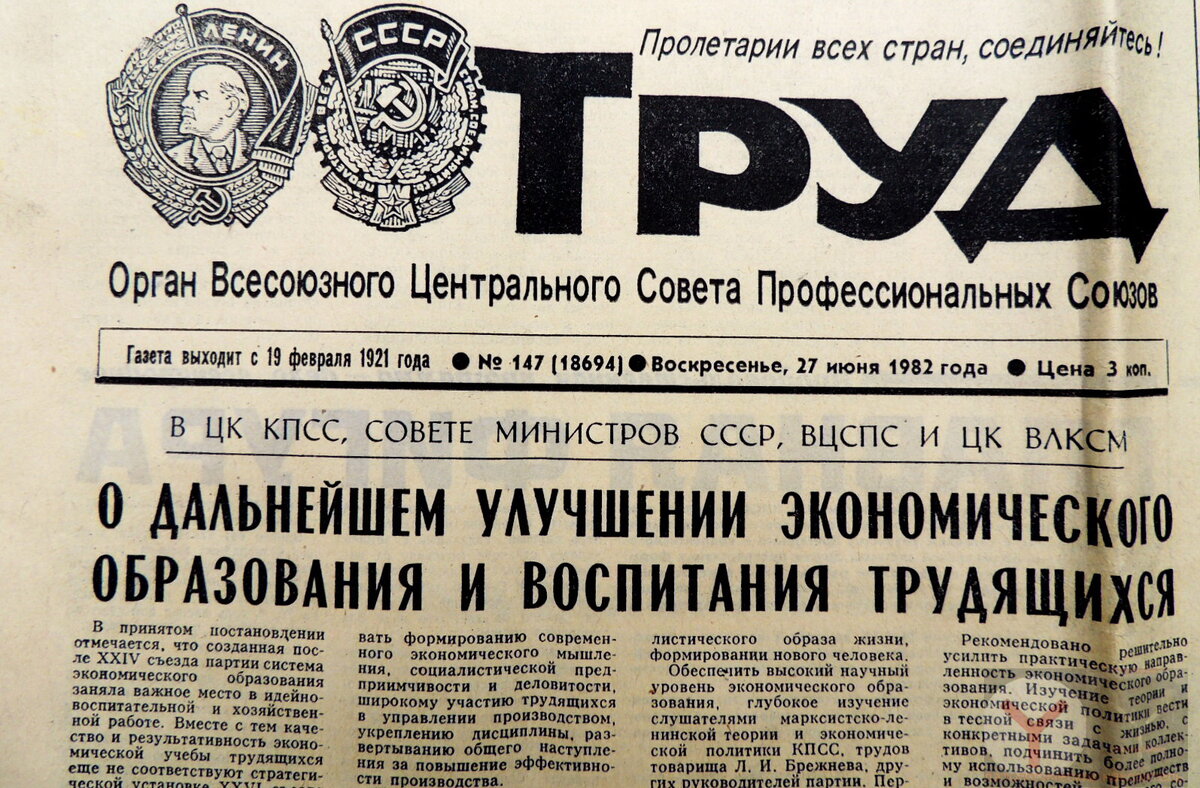 ЛЕНИН
СССР
Пролетарии всех стран, соединяйтесь!
ТРУД
Орган Всесоюзного Центрального Совета Профессиональных Союзов
Газета выходит с 19 февраля 1921 года ● № 147 (18694) ● Воскресенье, 27 июня 1982 года ● Цена 3 коп.
В ЦК КПСС, СОВЕТЕ МИНИСТРОВ СССР, ВЦСПС И ЦК ВЛКСМ
О ДАЛЬНЕЙШЕМ УЛУЧШЕНИИ ЭКОНОМИЧЕСКОГО
ОБРАЗОВАНИЯ И ВОСПИТАНИЯ ТРУДЯЩИХСЯ
В принятом постановлении
отмечается, что созданная пос-
ле XXIV съезда партии система
экономического образования
заняла важное место в идейно-
воспитательной и хозяйствен-
ной работе. Вместе с тем каче-
ство и результативность эконо-
мической учебы трудящихся
еще не соответствуют стратеги-
ческой установке XXVI
вать формированию современ-
ного экономического мышле-
ния, социалистической пред-
приимчивости и деловитости,
широкому участию трудящихся
в управлении производством,
укреплению дисциплины, раз-
вертыванию общего наступле-
ния за повышение эффективно-
сти производства.
листического образа жизни,
формировании нового человека.
Обеспечить высокий научный
уровень экономического обра-
зования, глубокое изучение
слушателями марксистско-ле-
нинской теории и экономиче-
ской политики КПСС, трудов
товарища Л. И. Брежнева, дру-
гих руководителей партии. Пер-
Рекомендовано решительно
усилить практическую направ-
ленность экономического обра-
зования. Изучение теории и
экономической политики вести
в тесной связи с жизнью, с
конкретными задачами коллек-
тивов, подчинить более полно-
му использованию преимуществ
и возможностей